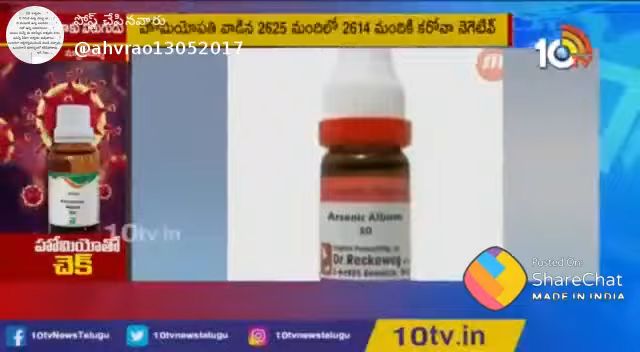 పోస్ట్ చేసినవారు
@ahvrao13052017
హోమియోపతి వాడిన 2625 మందిలో 2614 మందికి కరోనా నెగెటివ్
10TV
Arsenic Album
30
Dr. Reckeweg
10tv.in
హోమియోతో
చెక్
Posted On:
ShareChat
MADE IN INDIA
10tvNewsTelugu
10tvnewstelugu
10tvnewstelugu
10tv.in